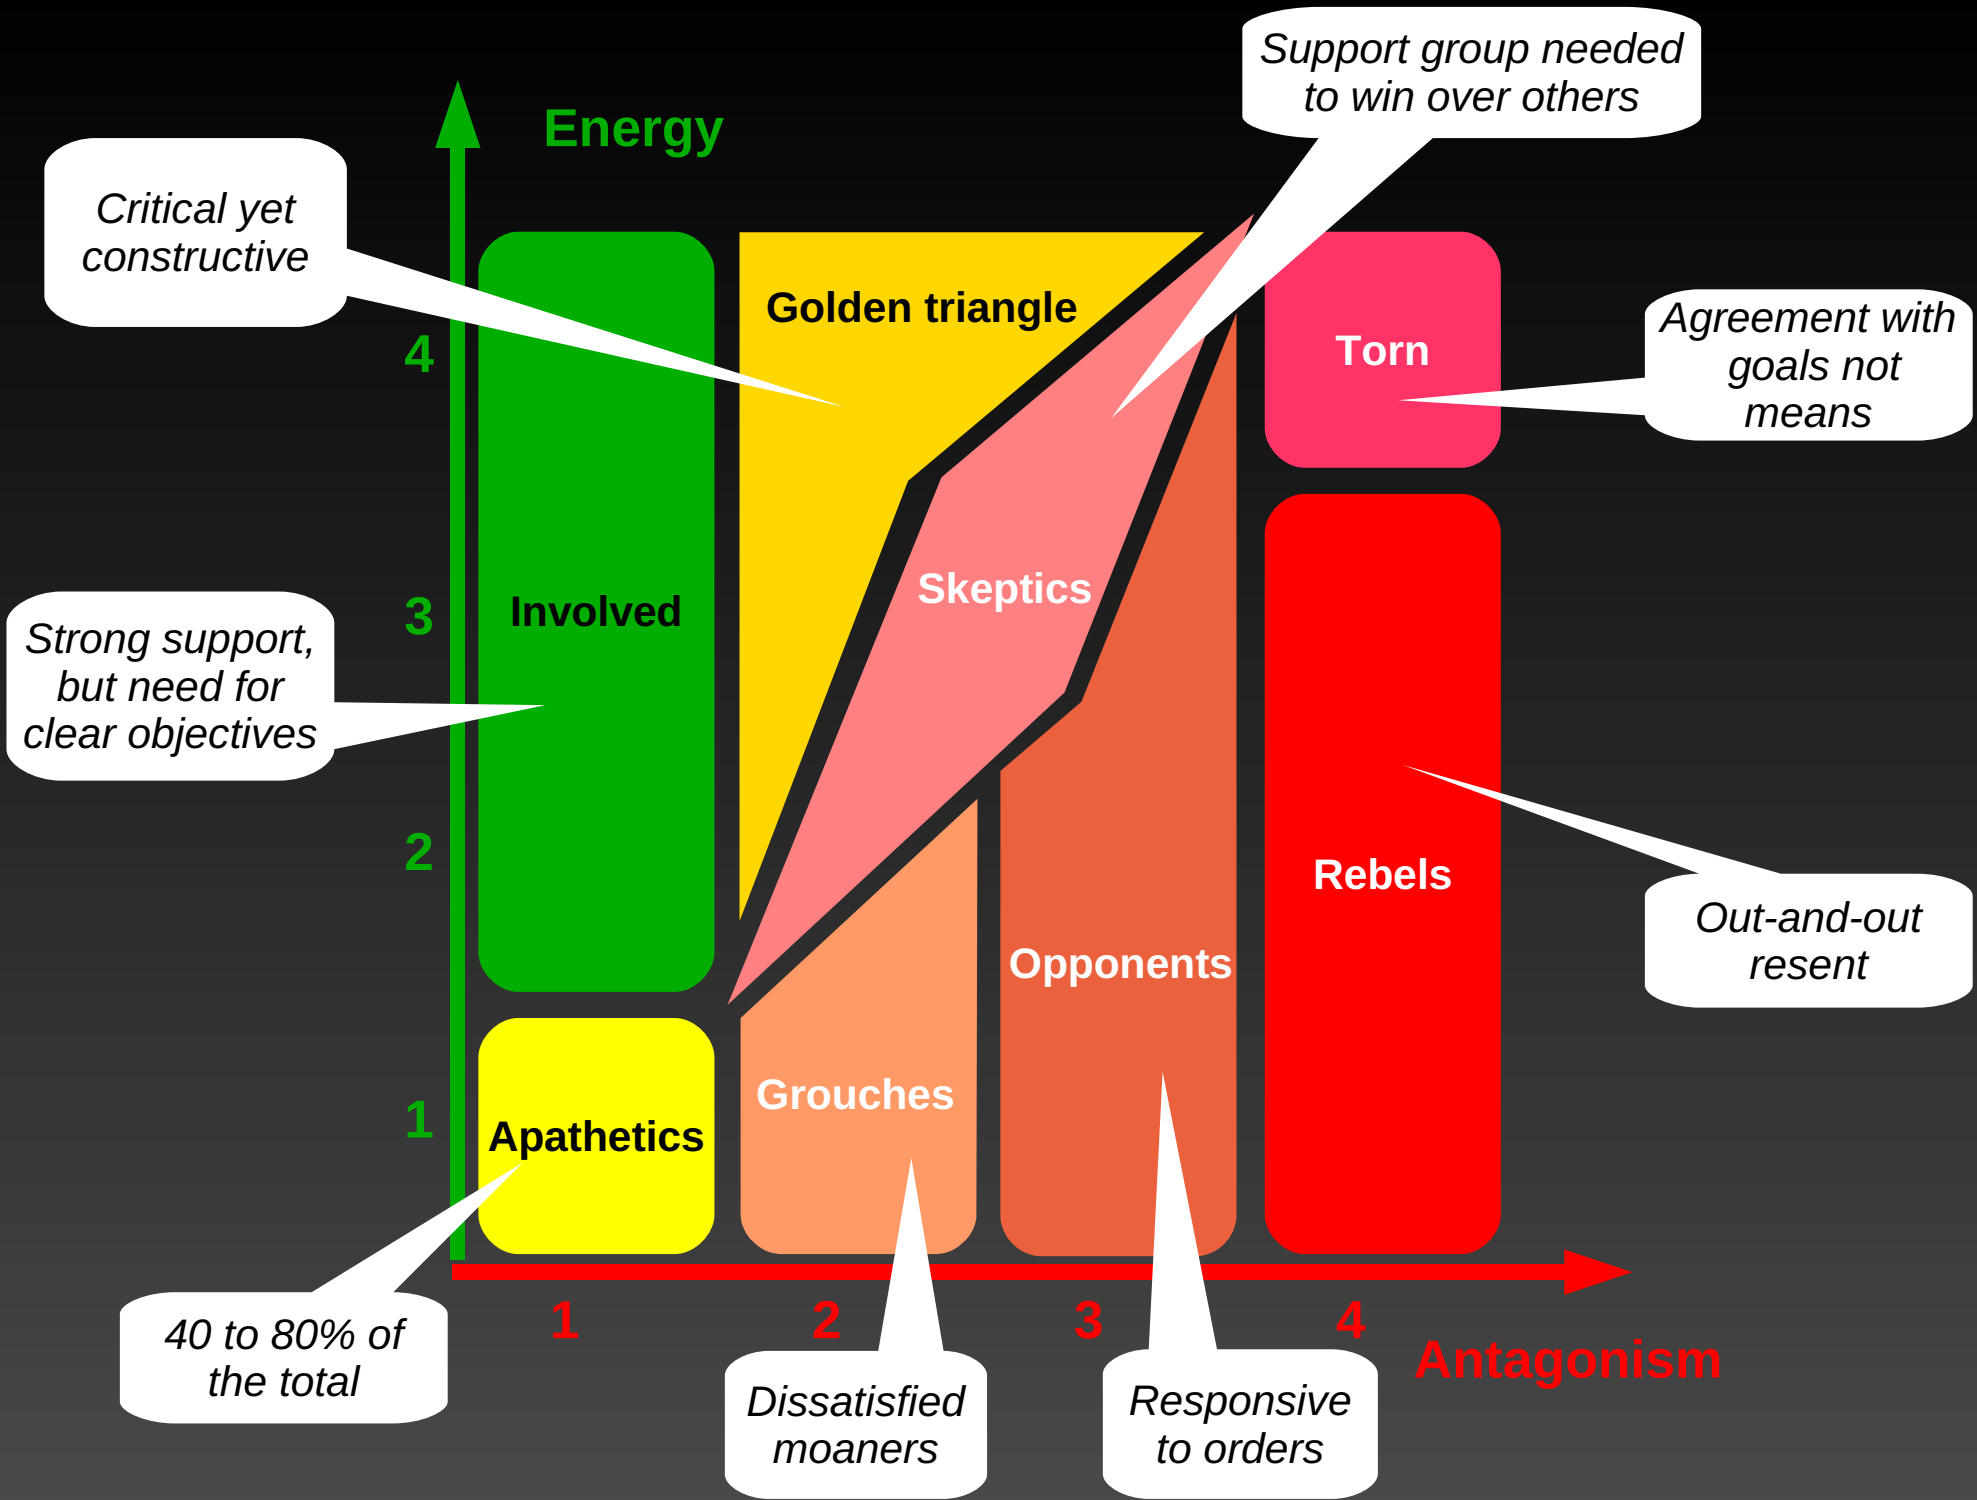 Support group needed
to win over others
Energy
Critical yet
constructive
Golden triangle
4
Torn
Agreement with
goals not
means
Skeptics
3
Involved
Strong support,
but need for
clear objectives
2
Rebels
Out-and-out
resent
Opponents
1
Grouches
Apathetics
1
2
3
4
Antagonism
40 to 80% of
the total
Dissatisfied
moaners
Responsive
to orders